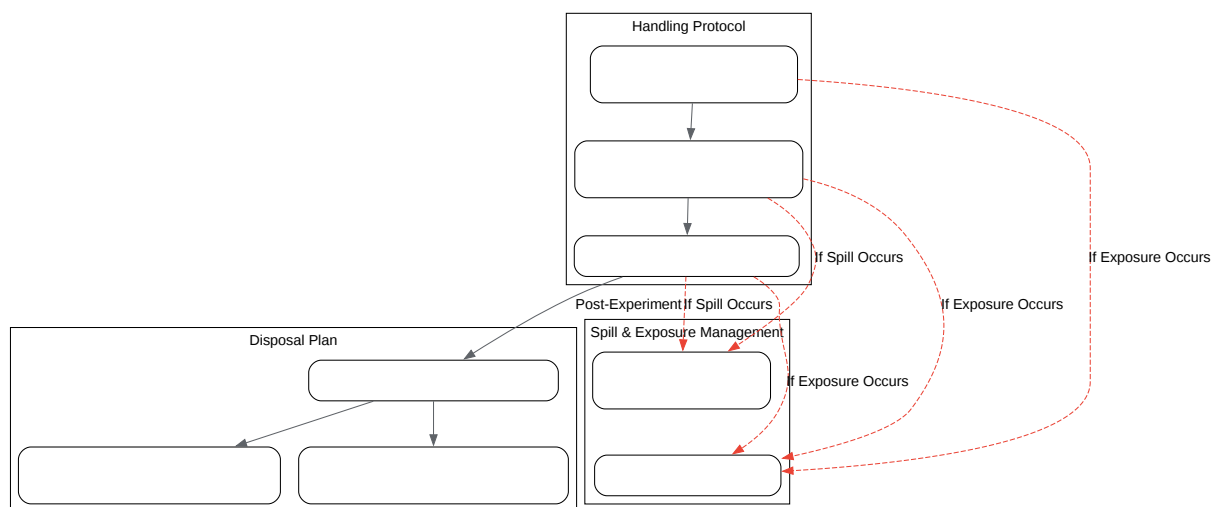 Handling Protocol
If Spill Occurs
If Exposure Occurs
Post-Experiment
If Spill Occurs
If Exposure Occurs
Disposal Plan
Spill & Exposure Management
If Exposure Occurs